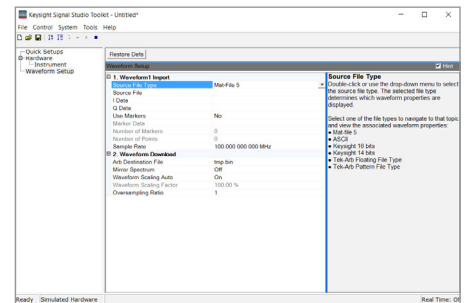 Keysight Signal Studio Toolkit - Untitled*
File Control System Tools Help
Quick Setups
Hardware
Instrument
Waveform Setup
Restore Defs
Waveform Setup
Hint
1. Waveform1 Import
Source File Type Mat-File 5
Source File
I Data
Q Data
Use Markers No
Marker Data
Number of Markers 0
Number of Points 0
Sample Rate 100.000 000 000 MHz
2. Waveform Download
Arb Destination File tmp bin
Mirror Spectrum Off
Waveform Scaling Auto On
Waveform Scaling Factor 100.00 %
Oversampling Ratio 1
Source File Type
Double-click or use the drop-down menu to select
the source file type. The selected file type
determines which waveform properties are
displayed.
Select one of the file types to navigate to that topic
and view the associated waveform properties:
• Mat-file 5
• ASCII
• Keysight 16 bits
• Keysight 14 bits
• Tek-Arb Floating File Type
• Tek-Arb Pattern File Type
Ready Simulated Hardware Real Time: Of